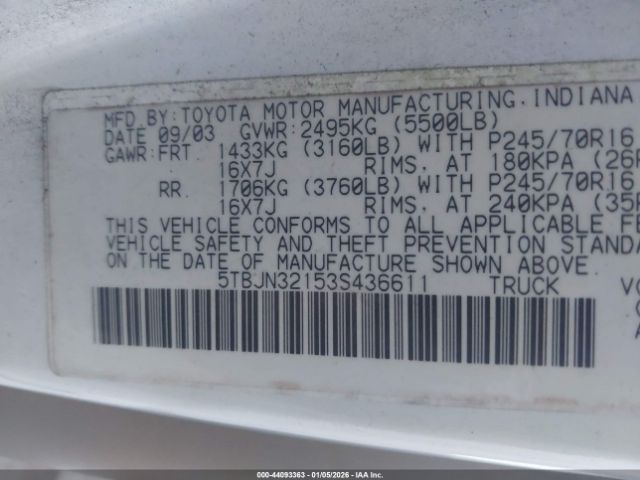 MFD BY: TOYOTA MOTOR MANUFACTURING, INDIANA
DATE 09/03 GVWR: 2495KG (5500LB)
GAWR: FRT. 1433KG (3160LB) WITH P245/70R16
16X7J RIMS, AT 180KPA (26P
RR. 1706KG (3760LB) WITH P245/70R16
16X7J RIMS, AT 240KPA (35P
THIS VEHICLE CONFORMS TO ALL APPLICABLE FE
VEHICLE SAFETY AND THEFT PREVENTION STANDA
ON THE DATE OF MANUFACTURE SHOWN ABOVE.
5TBJN32153S436611 TRUCK
000-44093363 - 01/05/2026 - IAA Inc.